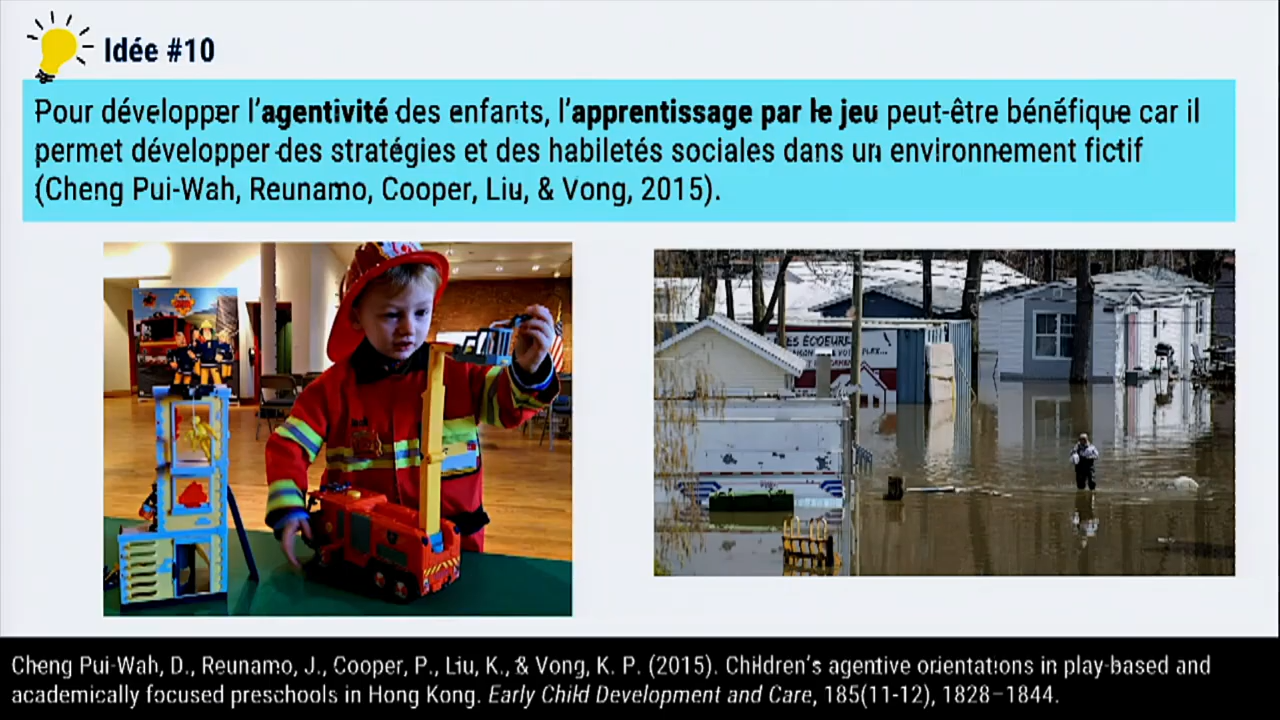 Idée #10
Pour développer l'agentivité des enfants, l'apprentissage par le jeu peut-être bénéfique car il
permet développer des stratégies et des habiletés sociales dans un environnement fictif
(Cheng Pui-Wah, Reunamo, Cooper, Liu, & Vong, 2015).
ES ÉCOEUR
Cheng Pui-Wah, D., Reunamo, J., Cooper, P., Liu, K., & Vong, K. P. (2015). Children's agentive orientations in play-based and
academically focused preschools in Hong Kong. Early Child Development and Care, 185(11-12), 1828–1844.